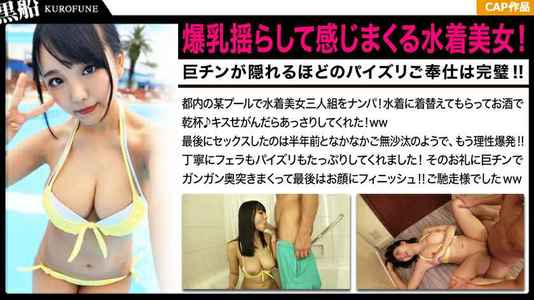 黒船
KUROFUNE
CAP作品
爆乳揺らして感じまくる水着美女!
巨チンが隠れるほどのパイズリご奉仕は完璧!!
都内の某プールで水着美女三人組をナンパ!水着に着替えてもらってお酒で
乾杯♪キスせがんだらあっさりしてくれた!ww
最後にセックスしたのは半年前となかなかご無沙汰のようで、もう理性爆発!!
丁寧にフェラもパイズリもたっぷりしてくれました!そのお礼に巨チンで
ガンガン奥突きまくって最後はお顔にフィニッシュ!!ご馳走様でしたww